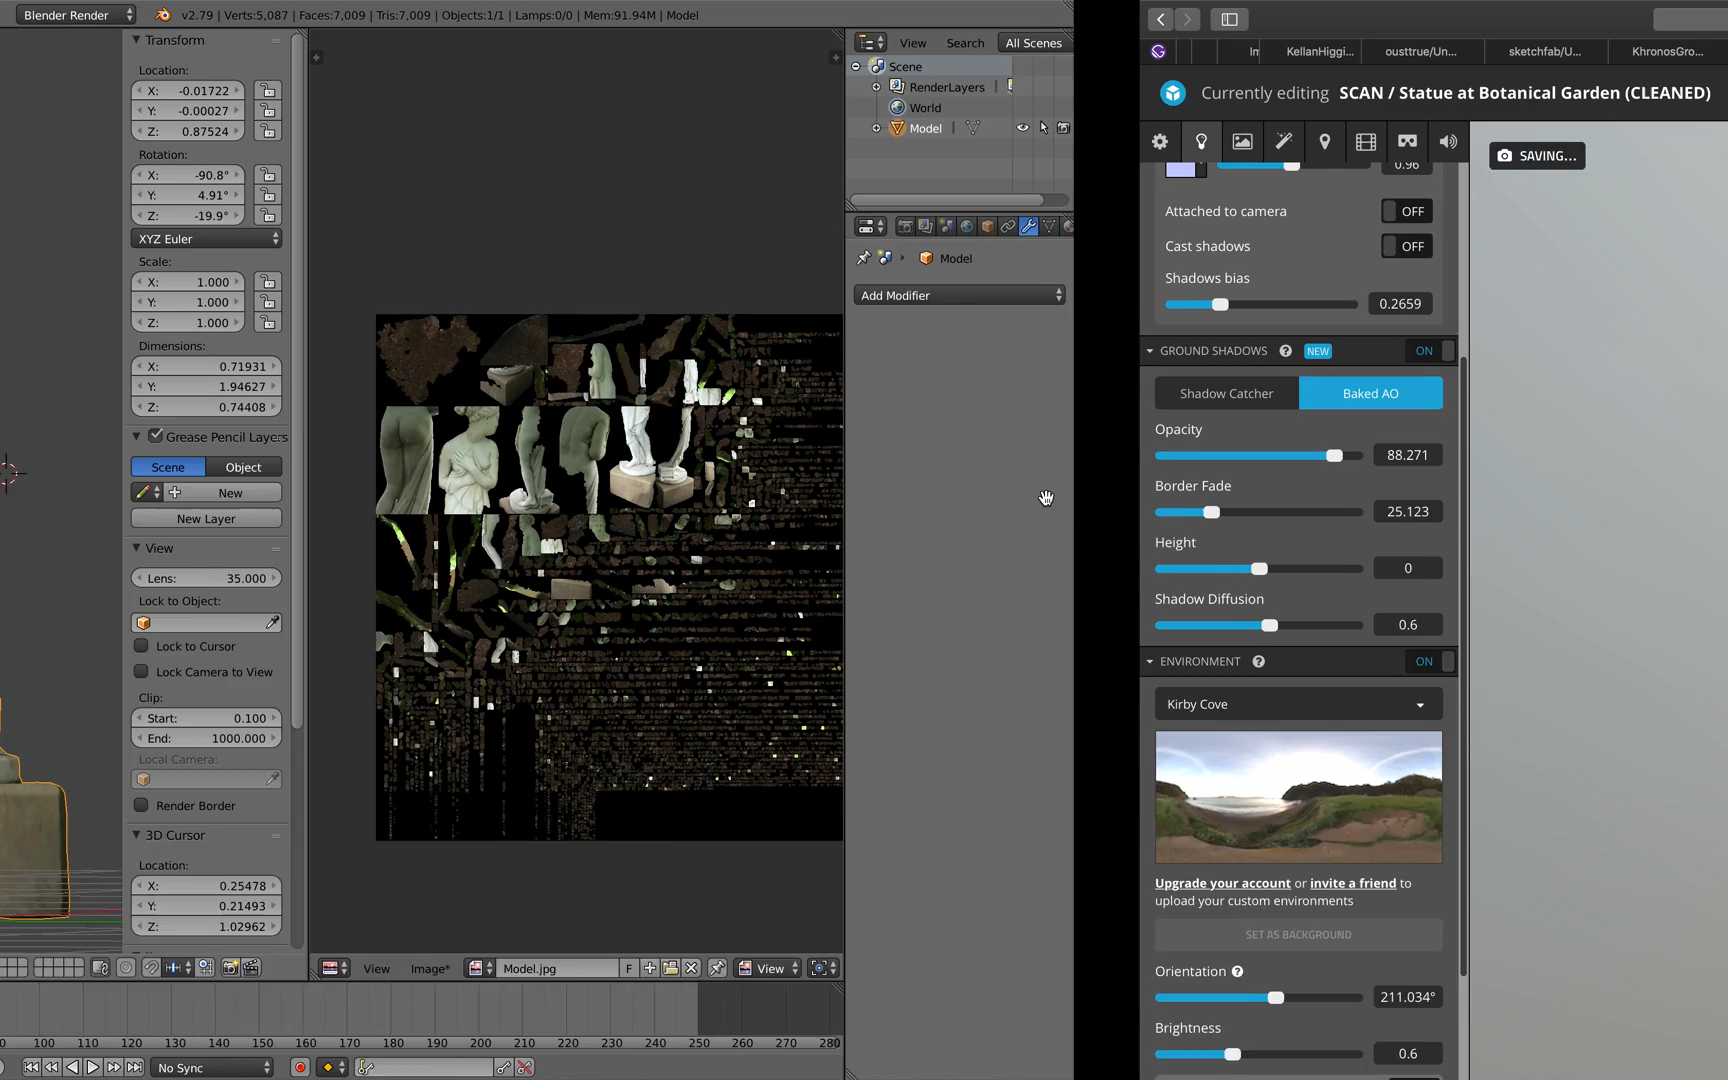 Blender Render
v2.79 | Verts:5,087 | Faces:7,009 | Tris:7,009 | Objects:1/1 | Lamps:0/0 | Mem:91.94M | Model
Transform
Location:
X: -0.01722
Y: -0.00027
Z: 0.87524
Rotation:
X: -90.8°
Y: 4.91°
Z: -19.9°
XYZ Euler
Scale:
X: 1.000
Y: 1.000
Z: 1.000
Dimensions:
X: 0.71931
Y: 1.94627
Z: 0.74408
Grease Pencil Layers
Scene Object
New
New Layer
View
Lens: 35.000
Lock to Object:
Lock to Cursor
Lock Camera to View
Clip:
Start: 0.100
End: 1000.000
Local Camera:
Render Border
3D Cursor
Location:
X: 0.25478
Y: 0.21493
Z: 1.02962
View Image* Model.jpg F View
0 100 110 120 130 140 150 160 170 180 190 200 210 220 230 240 250 260 270 280
No Sync
View Search All Scenes
Scene
RenderLayers
World
Model
Model
Add Modifier
KellanHiggi... ousttrue/Un... sketchfab/U... KhronosGro...
Currently editing SCAN / Statue at Botanical Garden (CLEANED)
SAVING...
0.96
Attached to camera OFF
Cast shadows OFF
Shadows bias
0.2659
GROUND SHADOWS ? NEW ON
Shadow Catcher Baked AO
Opacity
88.271
Border Fade
25.123
Height
0
Shadow Diffusion
0.6
ENVIRONMENT ? ON
Kirby Cove
Upgrade your account or invite a friend to
upload your custom environments
SET AS BACKGROUND
Orientation ?
211.034°
Brightness
0.6